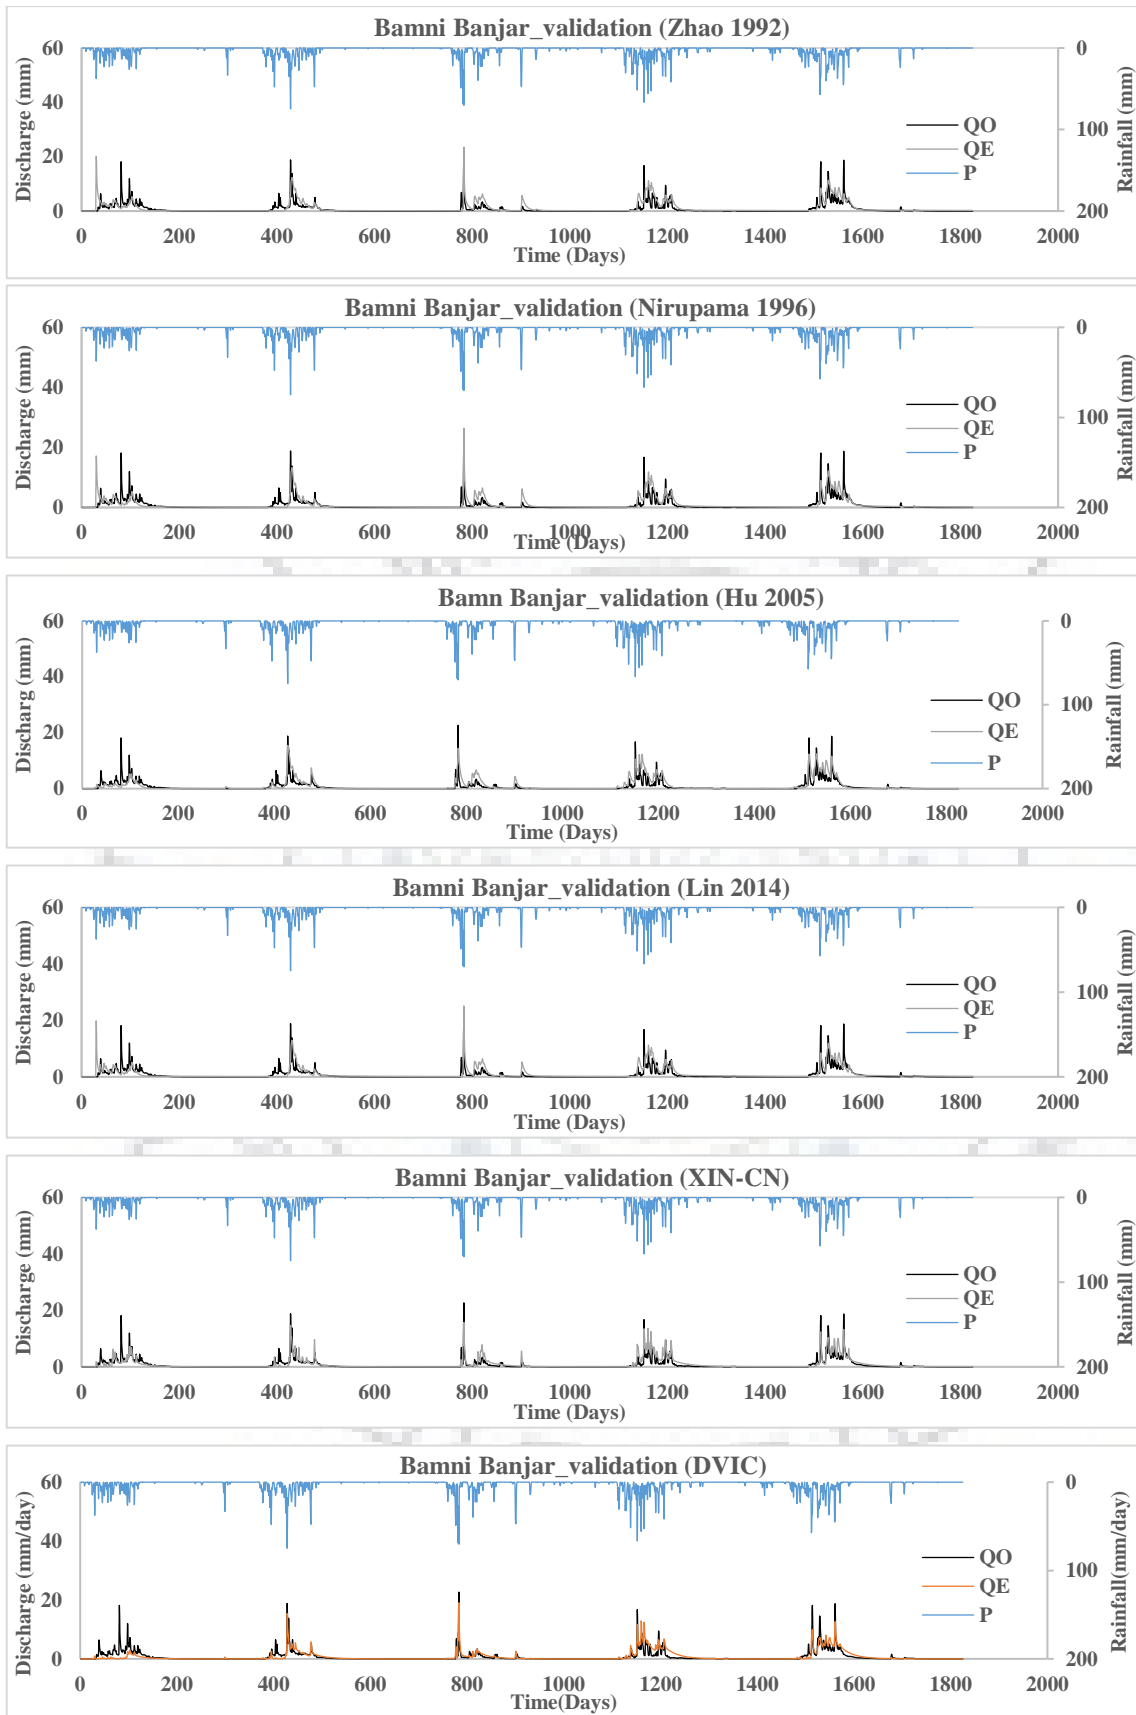 Bamni Banjar_validation (Zhao 1992)
Discharge (mm)
60
40
20
0
0
100
200
Rainfall (mm)
QO
QE
P
0 200 400 600 800 1000 1200 1400 1600 1800 2000
Time (Days)
Bamni Banjar_validation (Nirupama 1996)
Discharge (mm)
60
40
20
0
0
100
200
Rainfall (mm)
QO
QE
P
0 200 400 600 800 1000 1200 1400 1600 1800 2000
Time (Days)
Bamn Banjar_validation (Hu 2005)
Discharg (mm)
60
40
20
0
0
100
200
Rainfall (mm)
QO
QE
P
0 200 400 600 800 1000 1200 1400 1600 1800 2000
Time (Days)
Bamni Banjar_validation (Lin 2014)
Discharge (mm)
60
40
20
0
0
100
200
Rainfall (mm)
QO
QE
P
0 200 400 600 800 1000 1200 1400 1600 1800 2000
Time (Days)
Bamni Banjar_validation (XIN-CN)
Discharge (mm)
60
40
20
0
0
100
200
Rainfall (mm)
QO
QE
P
0 200 400 600 800 1000 1200 1400 1600 1800 2000
Time (Days)
Bamni Banjar_validation (DVIC)
Discharge (mm/day)
60
40
20
0
0
100
200
Rainfall(mm/day)
QO
QE
P
0 200 400 600 800 1000 1200 1400 1600 1800 2000
Time(Days)